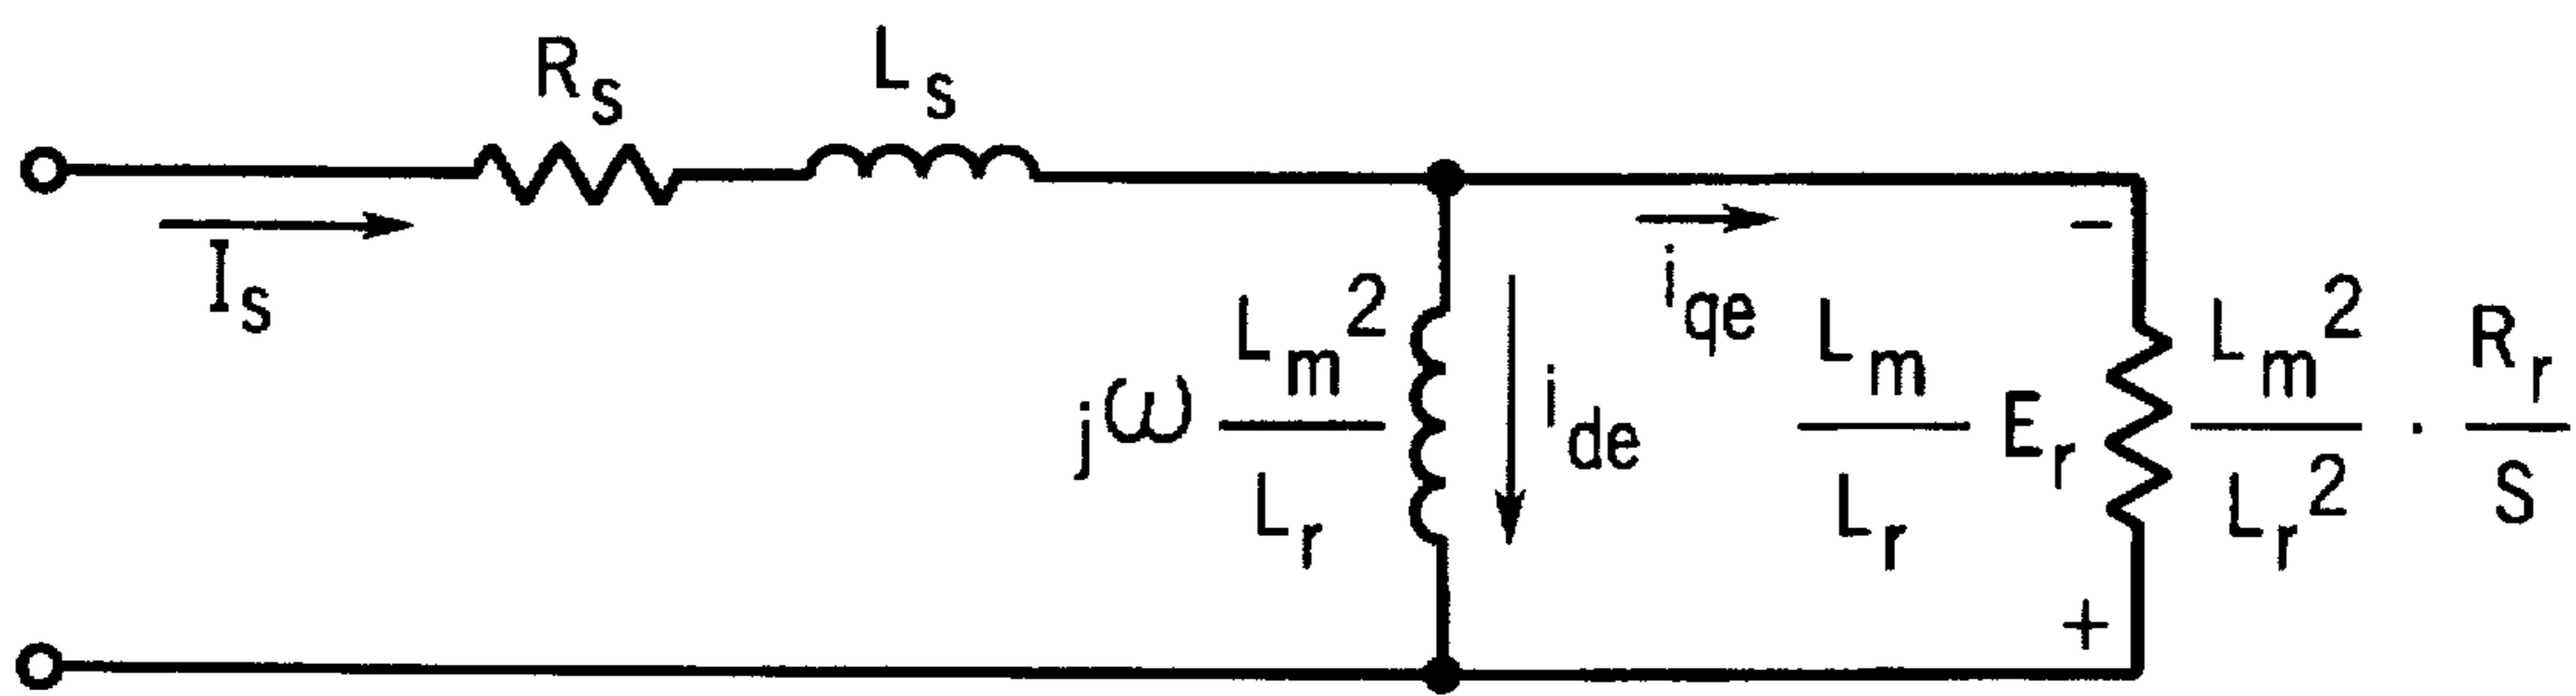 R_s
L_s
I_s
jω L_m^2 / L_r
i_de
i_qe
−
L_m / L_r E_r
+
L_m^2 / L_r^2 · R_r / S